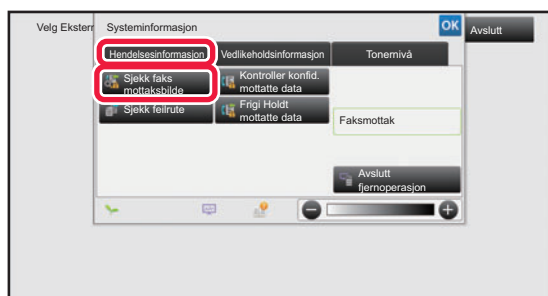 Velg Ekstern
Systeminformasjon
OK
Avslutt
Hendelsesinformasjon
Vedlikeholdsinformasjon
Tonernivå
Sjekk faks
mottaksbilde
Kontroller konfid.
mottatte data
Sjekk feilrute
Frigi Holdt
mottatte data
Faksmottak
Avslutt
fjernoperasjon